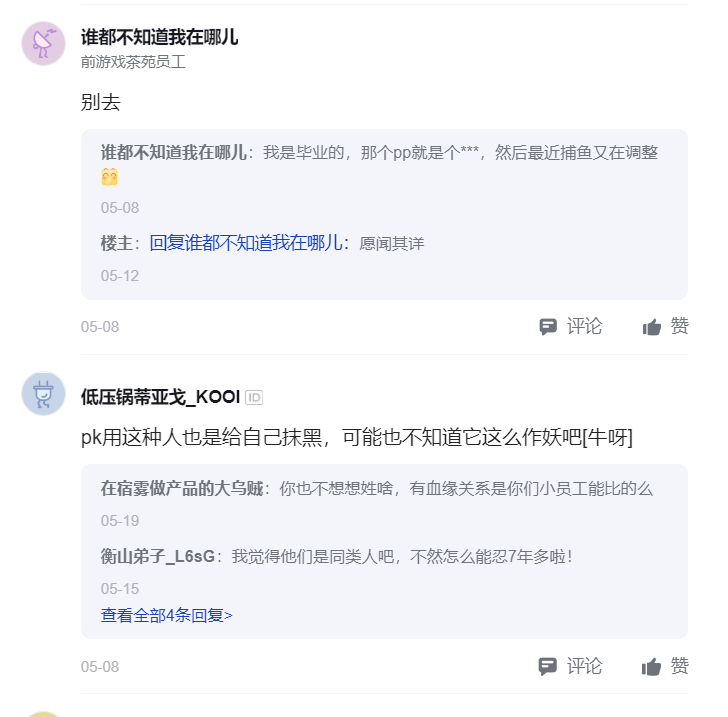 谁都不知道我在哪儿
前游戏茶苑员工
别去
谁都不知道我在哪儿：我是毕业的，那个pp就是个***，然后最近捕鱼又在调整
05-08
楼主：回复谁都不知道我在哪儿：愿闻其详
05-12
05-08 评论 赞
低压锅蒂亚戈_KOOI ID
pk用这种人也是给自己抹黑，可能也不知道它这么作妖吧[牛呀]
在宿雾做产品的大乌贼：你也不想想姓啥，有血缘关系是你们小员工能比的么
05-19
衡山弟子_L6sG：我觉得他们是同类人吧，不然怎么能忍7年多啦！
05-15
查看全部4条回复>
05-08 评论 赞